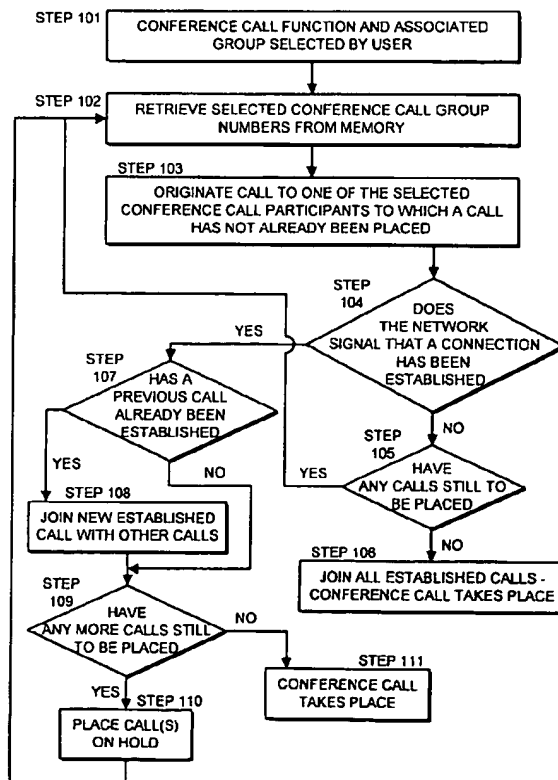 STEP 101
CONFERENCE CALL FUNCTION AND ASSOCIATED
GROUP SELECTED BY USER
STEP 102
RETRIEVE SELECTED CONFERENCE CALL GROUP
NUMBERS FROM MEMORY
STEP 103
ORIGINATE CALL TO ONE OF THE SELECTED
CONFERENCE CALL PARTICIPANTS TO WHICH A CALL
HAS NOT ALREADY BEEN PLACED
STEP
104
DOES
THE NETWORK
SIGNAL THAT A CONNECTION
HAS BEEN
ESTABLISHED
YES
NO
STEP
107
HAS A
PREVIOUS CALL
ALREADY BEEN
ESTABLISHED
YES
NO
STEP
105
HAVE
ANY CALLS STILL TO
BE PLACED
YES
NO
STEP 106
JOIN ALL ESTABLISHED CALLS -
CONFERENCE CALL TAKES PLACE
STEP 108
JOIN NEW ESTABLISHED
CALL WITH OTHER CALLS
STEP
109
HAVE
ANY MORE CALLS STILL
TO BE PLACED
NO
YES
STEP 111
CONFERENCE CALL
TAKES PLACE
STEP 110
PLACE CALL(S)
ON HOLD